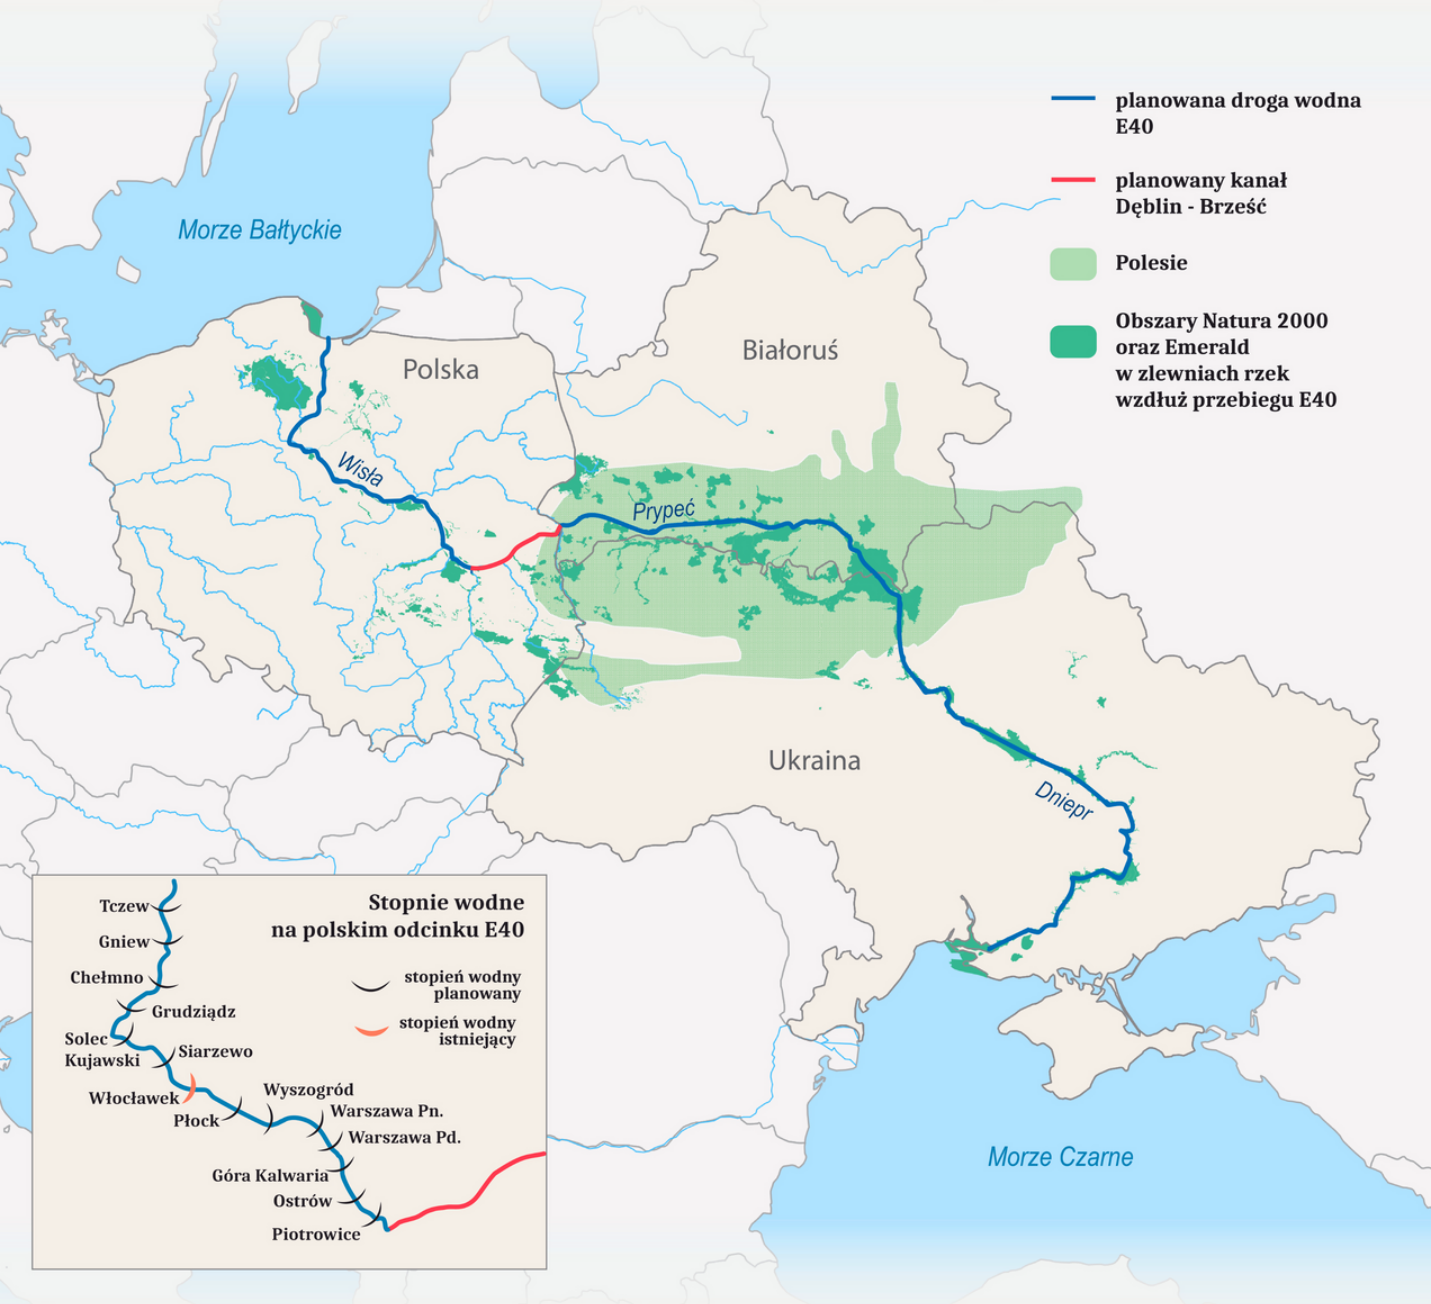 planowana droga wodna
E40
planowany kanał
Dęblin - Brześć
Polesie
Obszary Natura 2000
oraz Emerald
w zlewniach rzek
wzdłuż przebiegu E40
Morze Bałtyckie
Polska
Białoruś
Wisła
Prypeć
Ukraina
Dniepr
Morze Czarne
Stopnie wodne
na polskim odcinku E40
stopień wodny
planowany
stopień wodny
istniejący
Tczew
Gniew
Chełmno
Grudziądz
Solec
Kujawski
Siarzewo
Włocławek
Płock
Wyszogród
Warszawa Pn.
Warszawa Pd.
Góra Kalwaria
Ostrów
Piotrowice